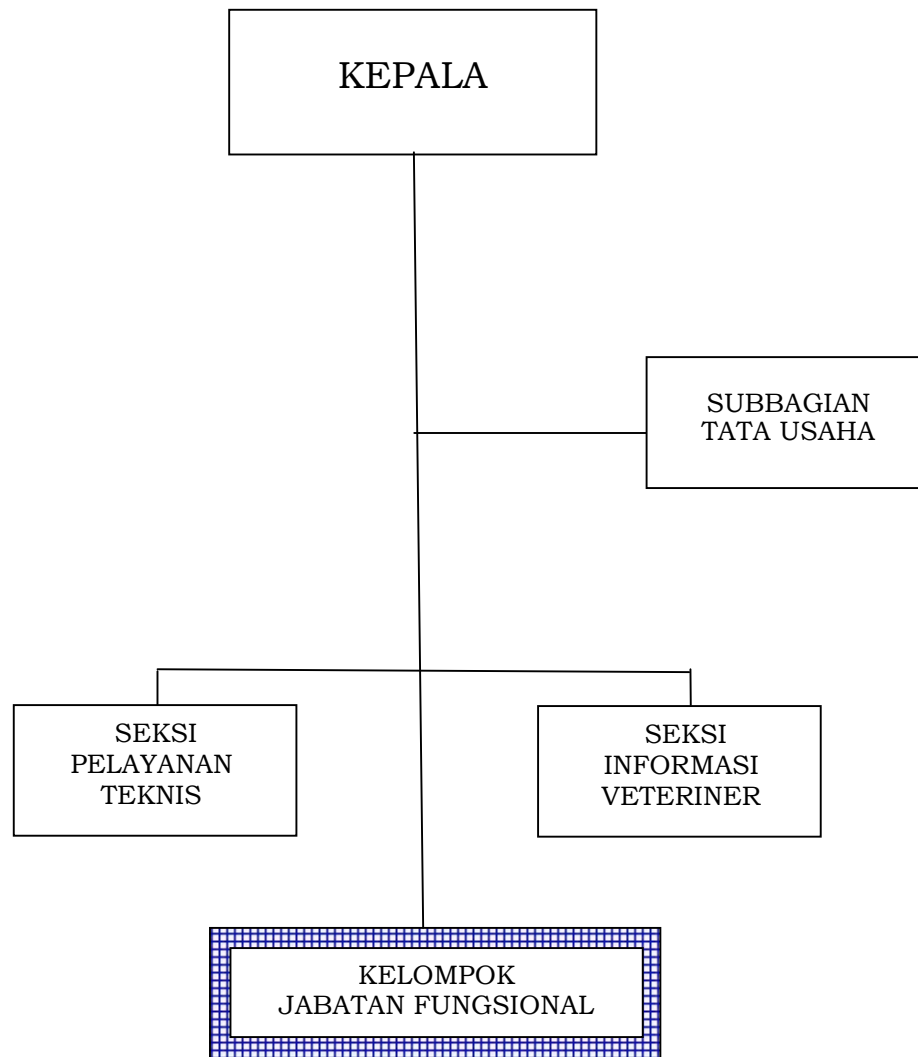 KEPALA
SUBBAGIAN
TATA USAHA
SEKSI
PELAYANAN
TEKNIS
SEKSI
INFORMASI
VETERINER
KELOMPOK
JABATAN FUNGSIONAL